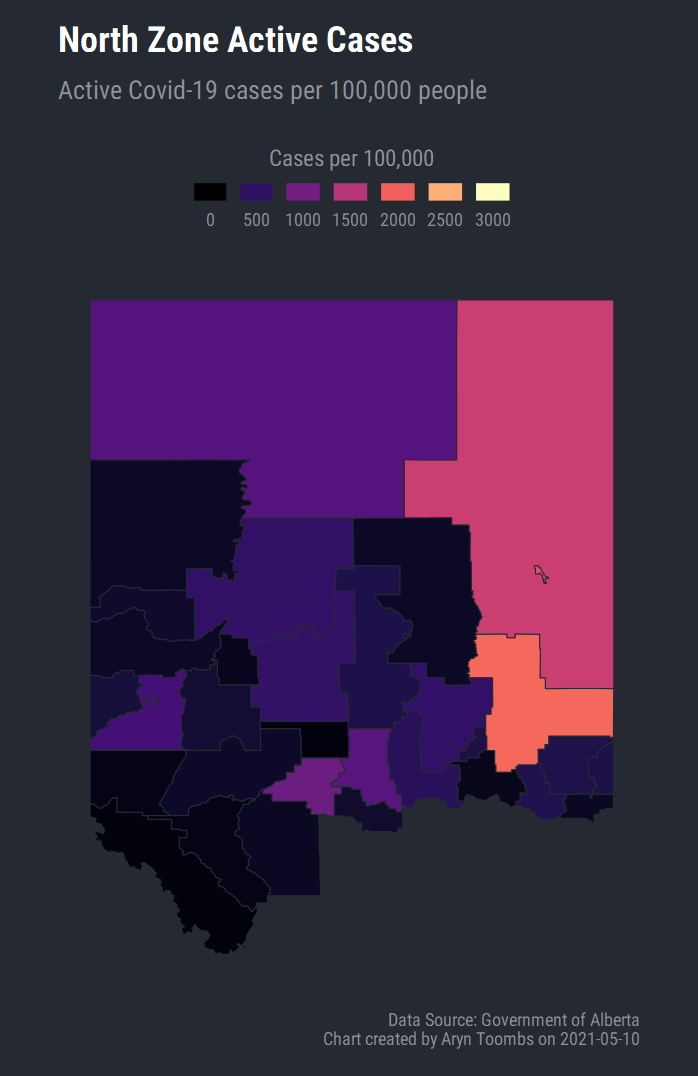 North Zone Active Cases
Active Covid-19 cases per 100,000 people
Cases per 100,000
0 500 1000 1500 2000 2500 3000
Data Source: Government of Alberta
Chart created by Aryn Toombs on 2021-05-10